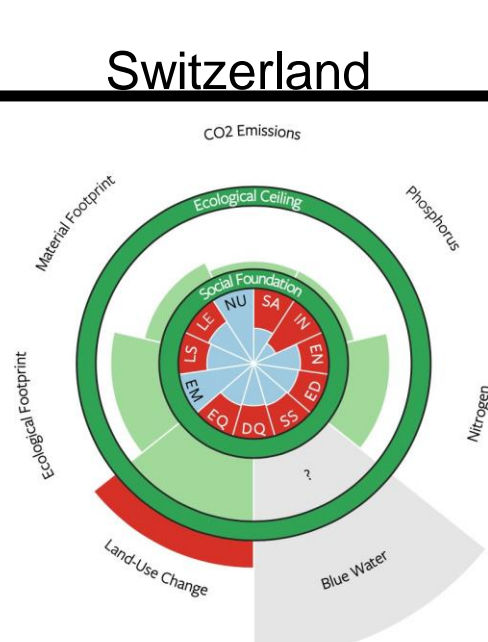 Switzerland
CO2 Emissions
Material Footprint
Phosphorus
Ecological Ceiling
Social Foundation
NU
SA
LE
IN
LS
EN
EM
ED
EQ
DQ
SS
Ecological Footprint
Nitrogen
?
Land-Use Change
Blue Water